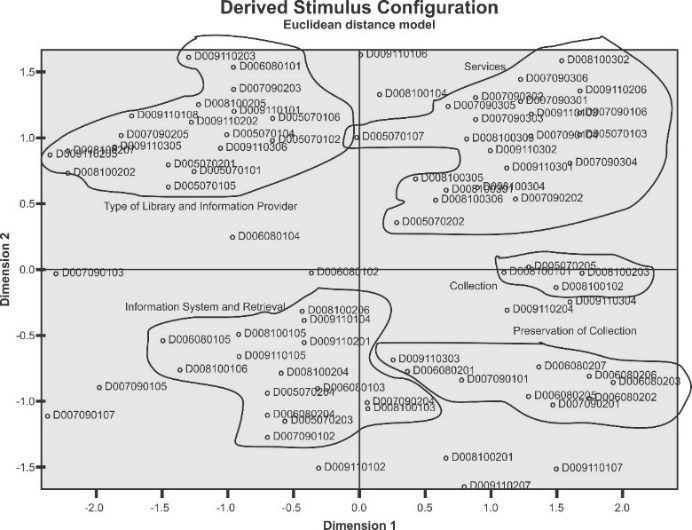 Derived Stimulus Configuration
Euclidean distance model
D009110203
D009110106
D006080101
Services
D008100302
1.5
D007090306
D007090203
D008100104
D009110206
D008100205
D007090301
D007090305
D009110101
D009110108
D005070106
D007090106
D009110202
D007090303
1.0
D007090205
D005070104
D005070102
D005070107
D005070103
D009110305
D009110306
D009110302
D005070201
D007090304
D009110301
D008100202
D005070101
D008100305
D005070105
D008100306
D007090202
0.5
Type of Library and Information Provider
D005070202
D006080104
D005070205
0.0
D007090103
D006080102
D008100101
D008100203
Collection
D008100102
Information System and Retrieval
D008100206
D009110304
D009110204
D009110104
Preservation of Collection
-0.5
D006080105
D008100105
D009110201
D009110105
D009110303
D008100106
D008100204
D006080201
D006080207
D007090101
D006080206
D006080203
D007090105
D006080103
-1.0
D007090204
D006080202
D008100103
D007090201
D007090107
D006080204
D005070203
D007090102
-1.5
D009110102
D008100201
D009110107
D009110207
-2.0 -1.5 -1.0 -0.5 0.0 0.5 1.0 1.5 2.0
Dimension 1
Dimension 2